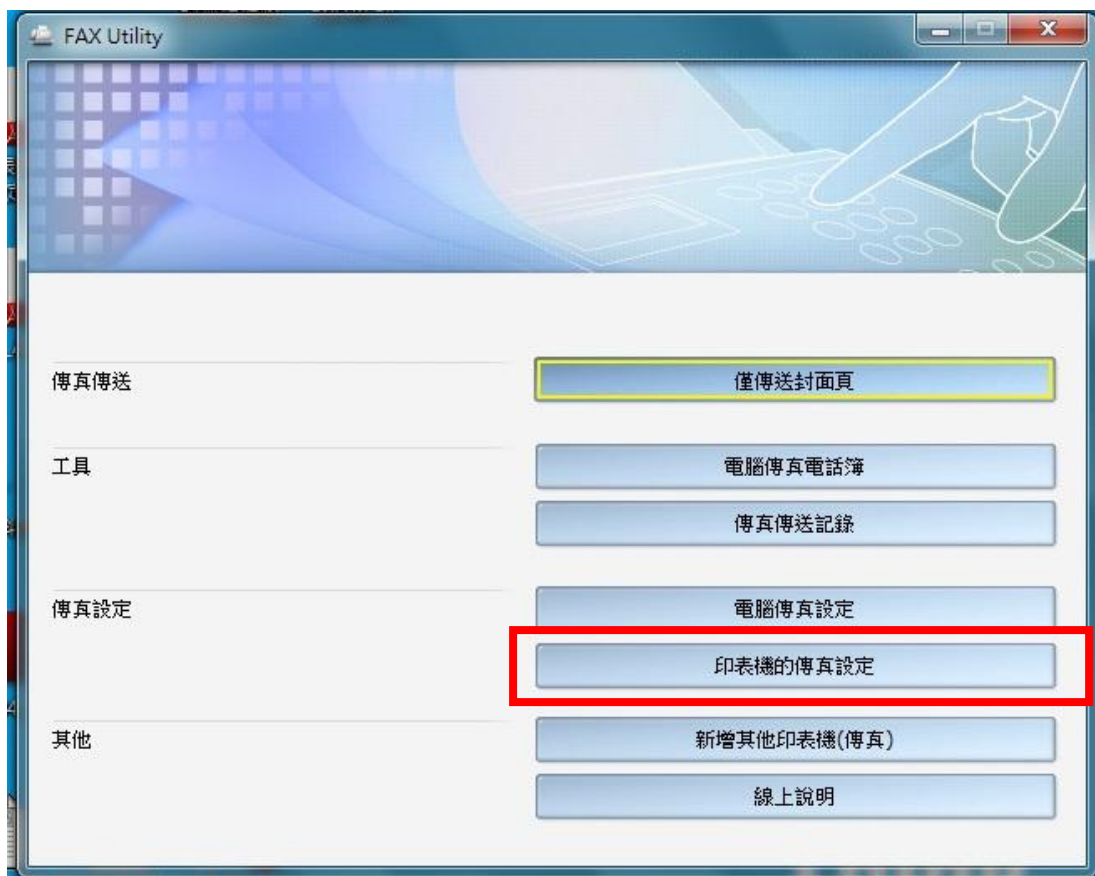 FAX Utility
傳真傳送
僅傳送封面頁
工具
電腦傳真電話簿
傳真傳送記錄
傳真設定
電腦傳真設定
印表機的傳真設定
其他
新增其他印表機(傳真)
線上說明